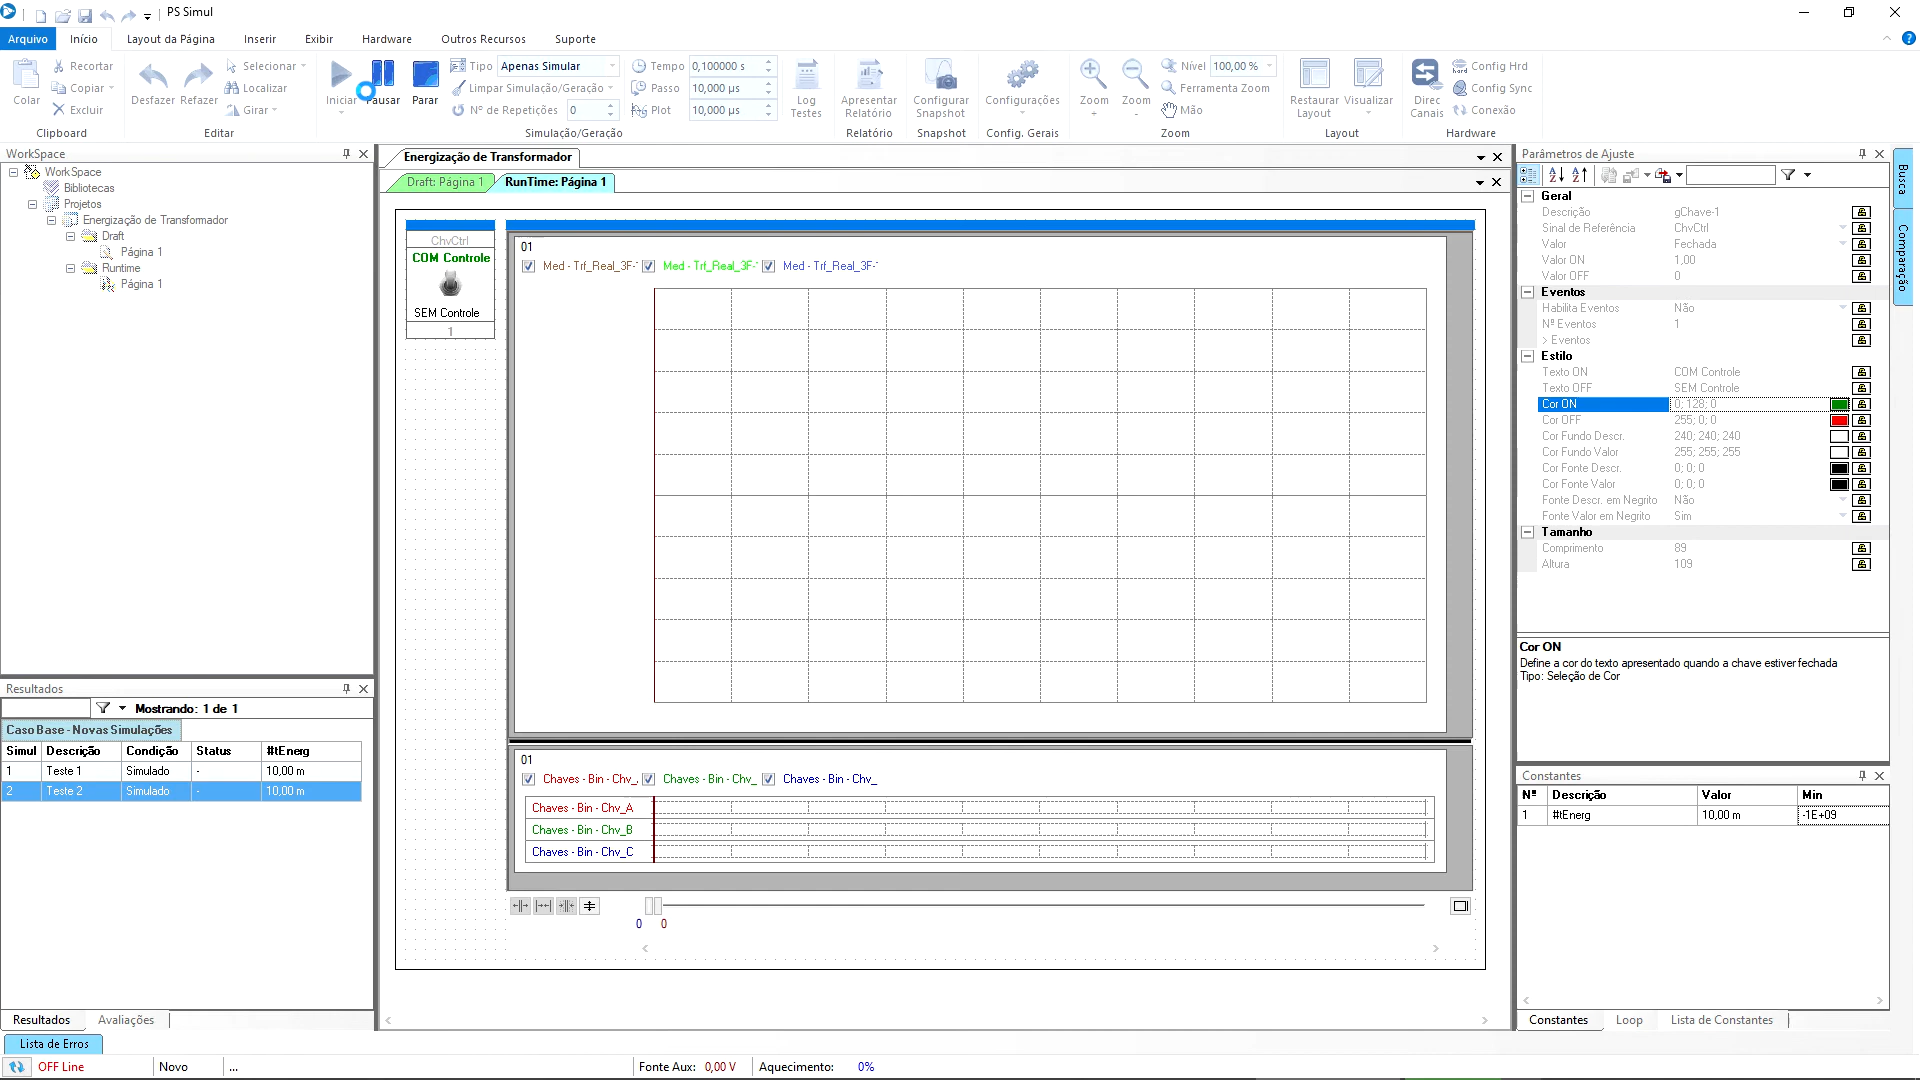 PS Simul
Arquivo Início Layout da Página Inserir Exibir Hardware Outros Recursos Suporte
Colar Recortar Copiar Excluir
Clipboard
Desfazer Refazer Selecionar Localizar Girar
Editar
Iniciar Pausar Parar
Tipo Apenas Simular
Limpar Simulação/Geração
Nº de Repetições 0
Tempo 0,100000 s
Passo 10,000 µs
Plot 10,000 µs
Simulação/Geração
Log Testes
Apresentar Relatório
Relatório
Configurar Snapshot
Snapshot
Configurações
Config. Gerais
Zoom + Zoom -
Nível 100,00 %
Ferramenta Zoom
Mão
Zoom
Restaurar Layout Visualizar
Layout
Direc Canais
Config Hrd
Config Sync
Conexão
Hardware
WorkSpace
WorkSpace
Bibliotecas
Projetos
Energização de Transformador
Draft
Página 1
Runtime
Página 1
Resultados
Mostrando: 1 de 1
Caso Base - Novas Simulações
Simul Descrição Condição Status #tEnerg
1 Teste 1 Simulado - 10,00 m
2 Teste 2 Simulado - 10,00 m
Resultados Avaliações
Energização de Transformador
Draft: Página 1 RunTime: Página 1
ChvCtrl
COM Controle
SEM Controle
1
01
Med - Trf_Real_3F- Med - Trf_Real_3F- Med - Trf_Real_3F-
01
Chaves - Bin - Chv_ Chaves - Bin - Chv_ Chaves - Bin - Chv_
Chaves - Bin - Chv_A
Chaves - Bin - Chv_B
Chaves - Bin - Chv_C
0 0
Parâmetros de Ajuste
Geral
Descrição gChave-1
Sinal de Referência ChvCtrl
Valor Fechada
Valor ON 1,00
Valor OFF 0
Eventos
Habilita Eventos Não
Nº Eventos 1
> Eventos
Estilo
Texto ON COM Controle
Texto OFF SEM Controle
Cor ON 0; 128; 0
Cor OFF 255; 0; 0
Cor Fundo Descr. 240; 240; 240
Cor Fundo Valor 255; 255; 255
Cor Fonte Descr. 0; 0; 0
Cor Fonte Valor 0; 0; 0
Fonte Descr. em Negrito Não
Fonte Valor em Negrito Sim
Tamanho
Comprimento 89
Altura 109
Cor ON
Define a cor do texto apresentado quando a chave estiver fechada
Tipo: Seleção de Cor
Constantes
Nº Descrição Valor Min
1 #tEnerg 10,00 m -1E+09
Constantes Loop Lista de Constantes
Busca
Comparação
Lista de Erros
OFF Line Novo ... Fonte Aux: 0,00 V Aquecimento: 0%